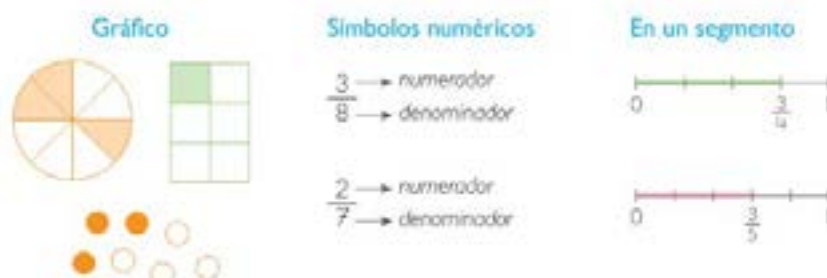 Gráfico
Símbolos numéricos
En un segmento
3 → numerador
8 → denominador
2 → numerador
7 → denominador
0 3/4
0 3/5